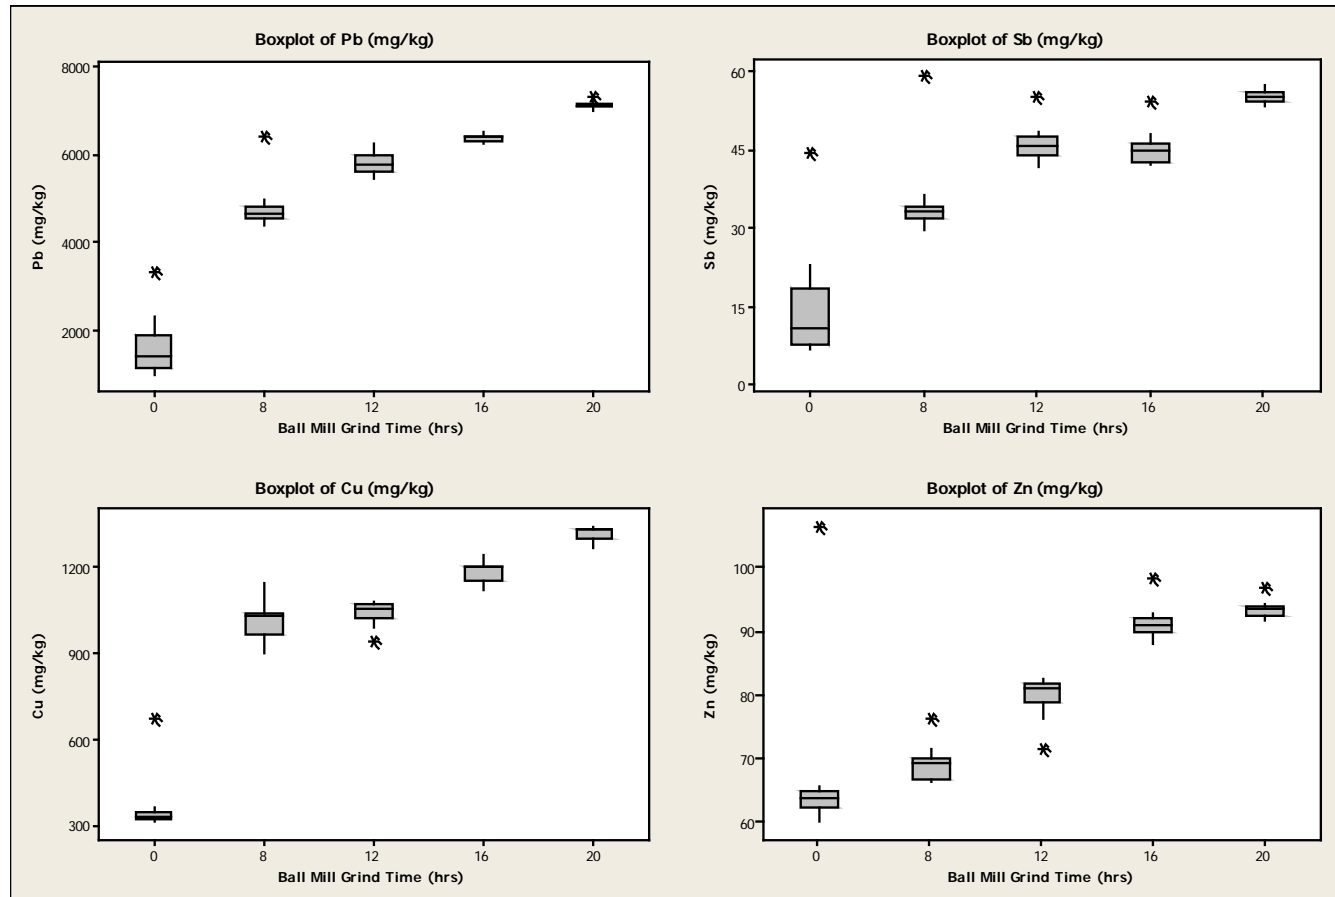 Boxplot of Pb (mg/kg)
Pb (mg/kg)
8000
6000
4000
2000
0 8 12 16 20
Ball Mill Grind Time (hrs)
Boxplot of Sb (mg/kg)
Sb (mg/kg)
60
45
30
15
0
0 8 12 16 20
Ball Mill Grind Time (hrs)
Boxplot of Cu (mg/kg)
Cu (mg/kg)
1200
900
600
300
0 8 12 16 20
Ball Mill Grind Time (hrs)
Boxplot of Zn (mg/kg)
Zn (mg/kg)
100
90
80
70
60
0 8 12 16 20
Ball Mill Grind Time (hrs)